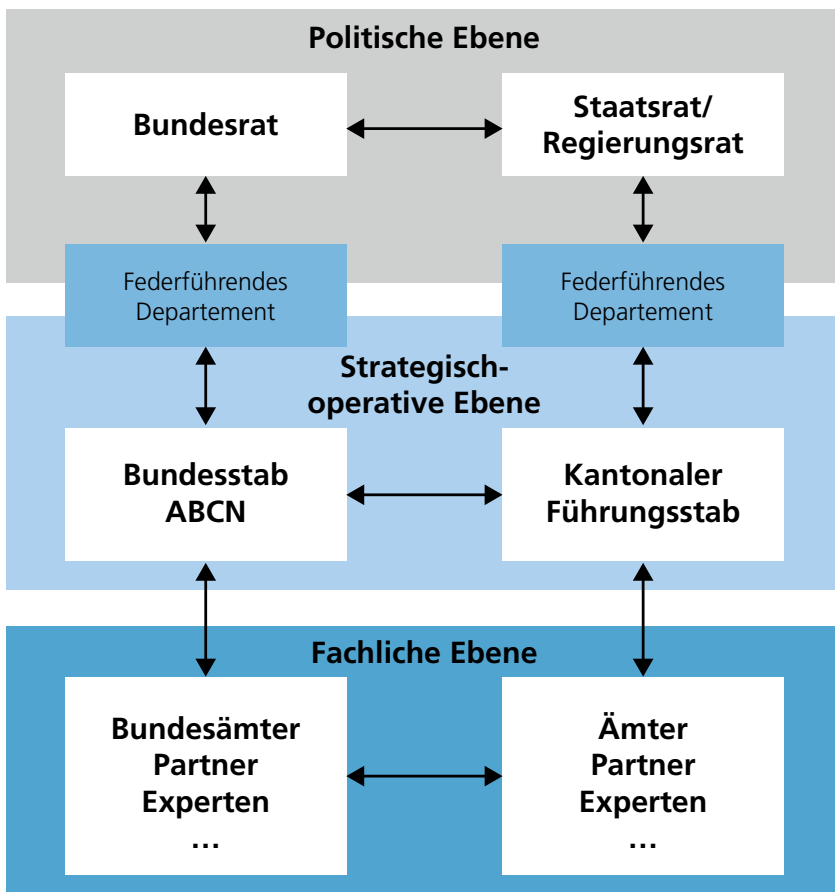 Politische Ebene
Bundesrat
Staatsrat/
Regierungsrat
Federführendes
Departement
Federführendes
Departement
Strategisch-
operative Ebene
Bundesstab
ABCN
Kantonaler
Führungsstab
Fachliche Ebene
Bundesämter
Partner
Experten
...
Ämter
Partner
Experten
...